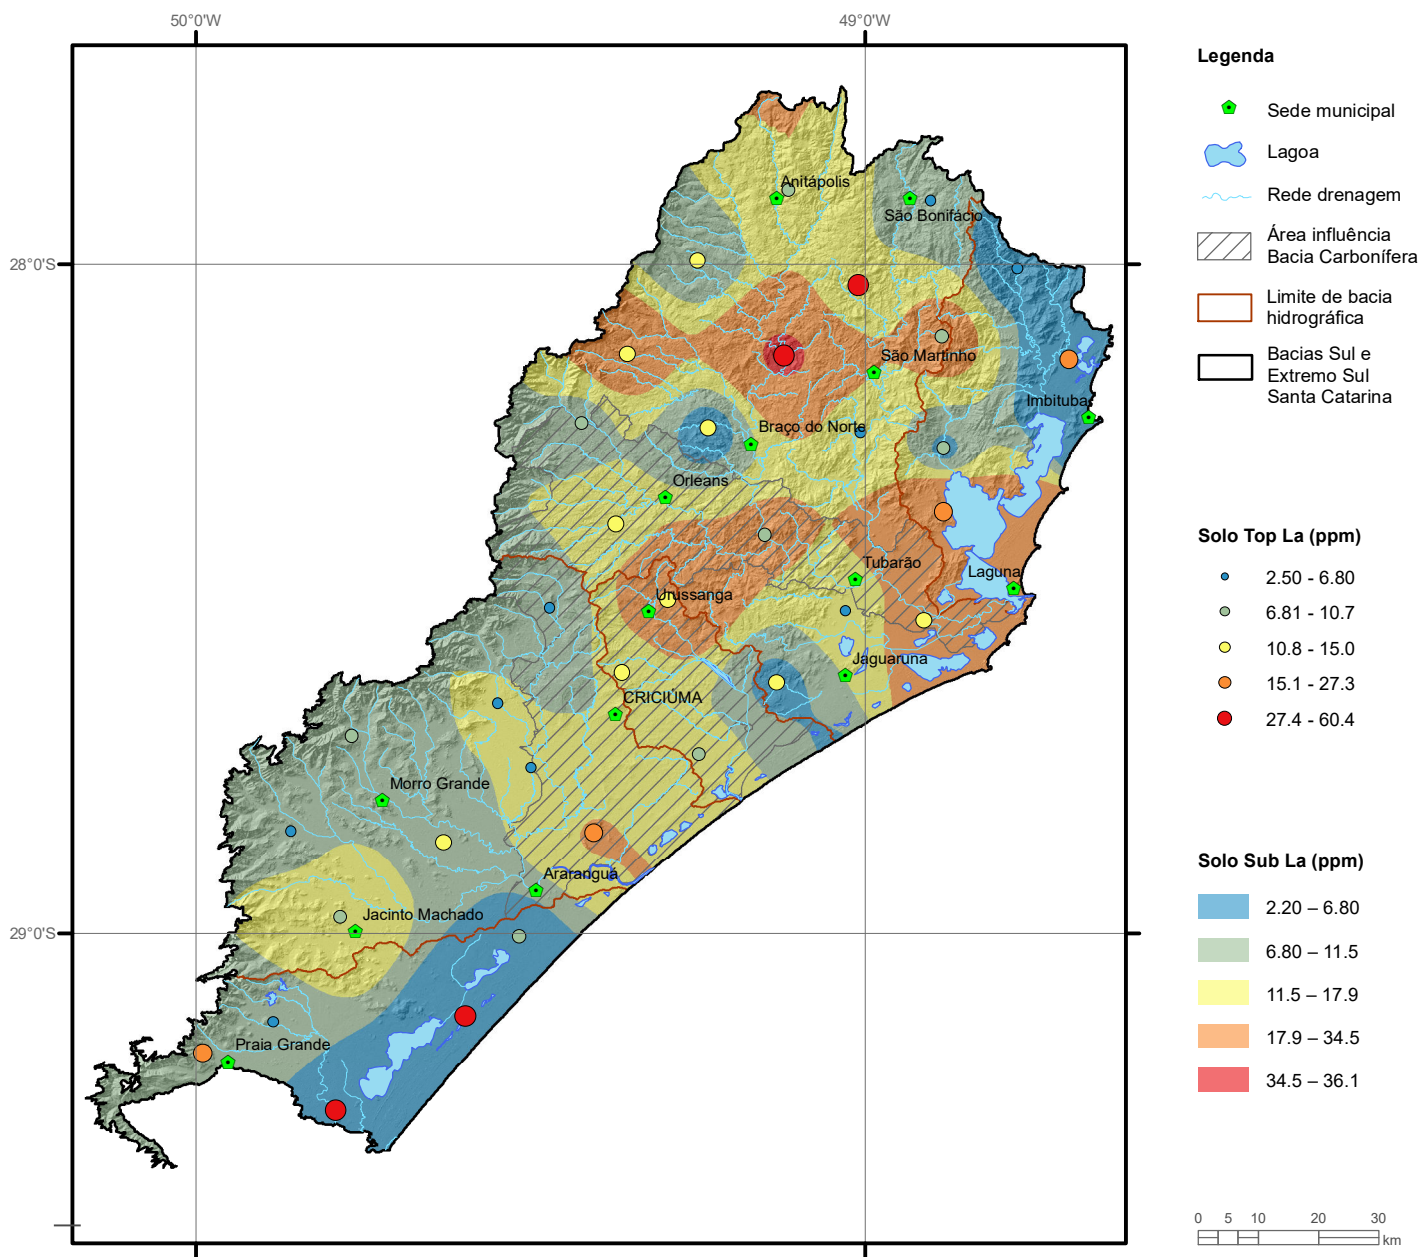 50°0'W
49°0'W
28°0'S
29°0'S
Anitápolis
São Bonifácio
São Martinho
Imbituba
Braço do Norte
Orleans
Tubarão
Laguna
Urussanga
Jaguaruna
CRICIÚMA
Morro Grande
Araranguá
Jacinto Machado
Praia Grande
Legenda
Sede municipal
Lagoa
Rede drenagem
Área influência
Bacia Carbonífera
Limite de bacia
hidrográfica
Bacias Sul e
Extremo Sul
Santa Catarina
Solo Top La (ppm)
2.50 - 6.80
6.81 - 10.7
10.8 - 15.0
15.1 - 27.3
27.4 - 60.4
Solo Sub La (ppm)
2.20 – 6.80
6.80 – 11.5
11.5 – 17.9
17.9 – 34.5
34.5 – 36.1
0 5 10 20 30
km